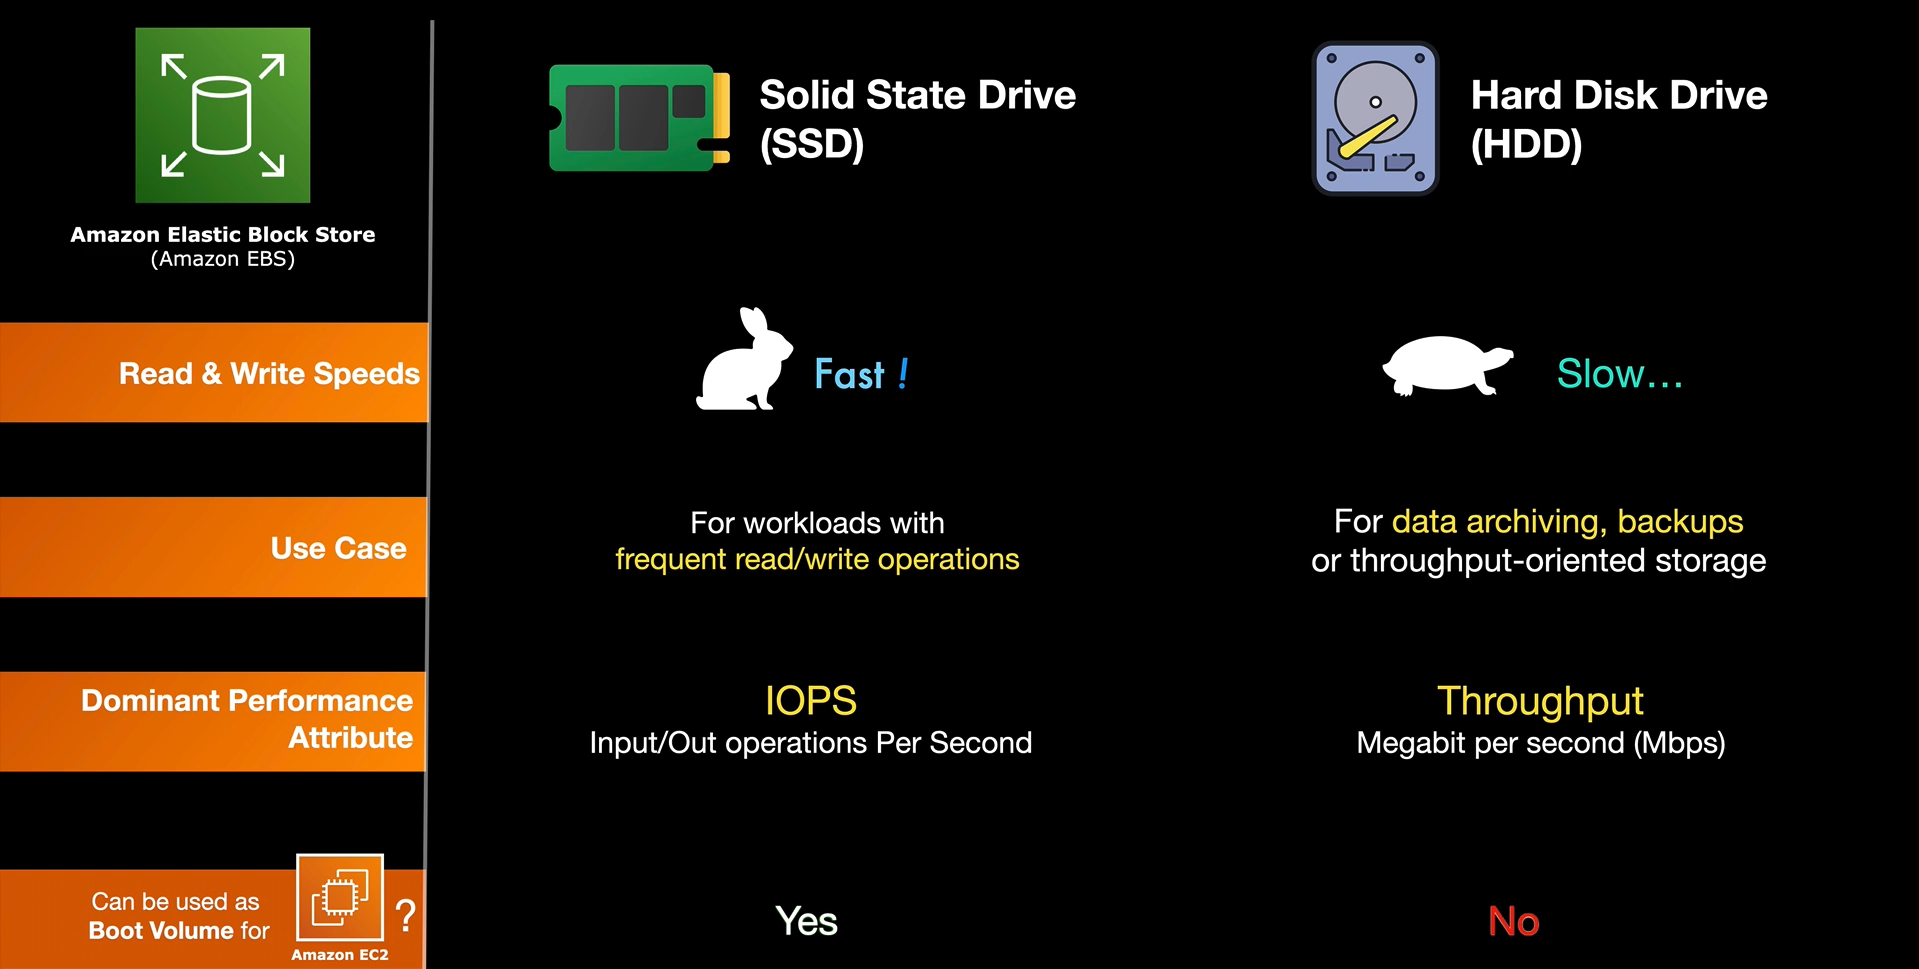 Solid State Drive
(SSD)
Hard Disk Drive
(HDD)
Amazon Elastic Block Store
(Amazon EBS)
Read & Write Speeds
Fast !
Slow...
Use Case
For workloads with
frequent read/write operations
For data archiving, backups
or throughput-oriented storage
Dominant Performance
Attribute
IOPS
Input/Out operations Per Second
Throughput
Megabit per second (Mbps)
Can be used as
Boot Volume for
Amazon EC2
?
Yes
No